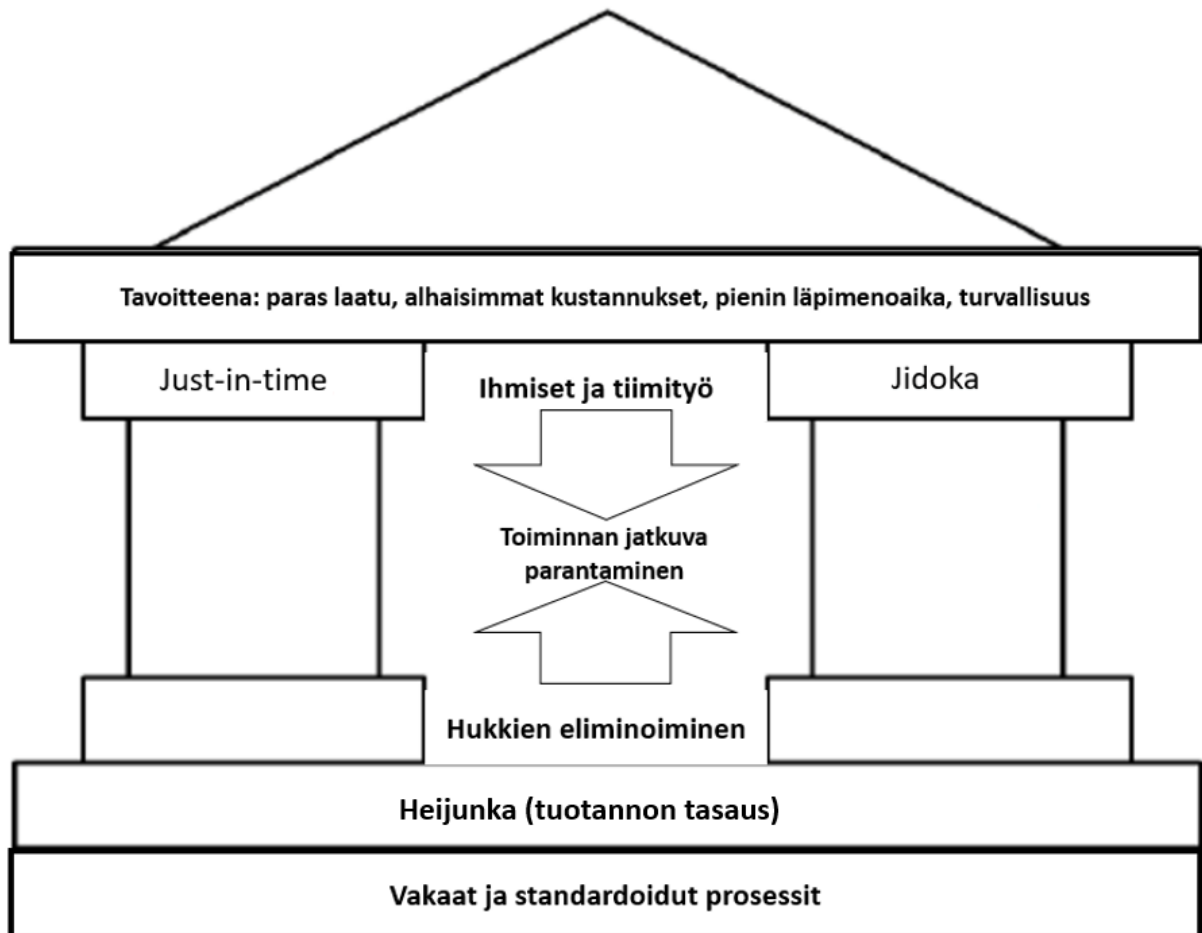 Tavoitteena: paras laatu, alhaisimmat kustannukset, pienin läpimenoaika, turvallisuus
Just-in-time
Ihmiset ja tiimityö
Jidoka
Toiminnan jatkuva
parantaminen
Hukkien eliminoiminen
Heijunka (tuotannon tasaus)
Vakaat ja standardoidut prosessit